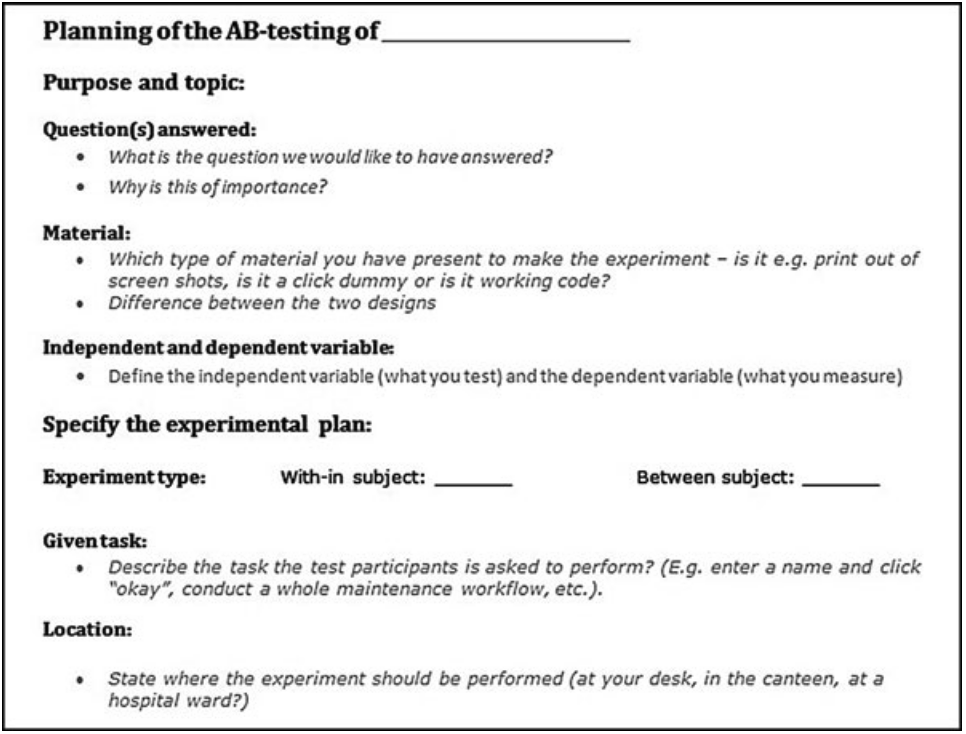 Planning of the AB-testing of____________________
Purpose and topic:
Question(s) answered:
• What is the question we would like to have answered?
• Why is this of importance?
Material:
• Which type of material you have present to make the experiment – is it e.g. print out of
screen shots, is it a click dummy or is it working code?
• Difference between the two designs
Independent and dependent variable:
• Define the independent variable (what you test) and the dependent variable (what you measure)
Specify the experimental plan:
Experiment type: With-in subject: _______ Between subject: _______
Given task:
• Describe the task the test participants is asked to perform? (E.g. enter a name and click
“okay”, conduct a whole maintenance workflow, etc.).
Location:
• State where the experiment should be performed (at your desk, in the canteen, at a
hospital ward?)